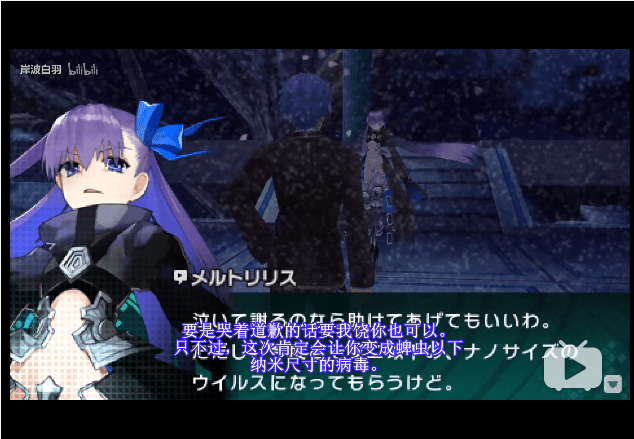 岸波白羽 bilibili
メルトリリス
泣いて謝るのなら助けてあげてもいいわ。
要是哭着道歉的话要我饶你也可以。
只不过，这次肯定会让你变成蜱虫以下
纳米尺寸的病毒。
ナノサイズの
ウイルスになってもらうけど。